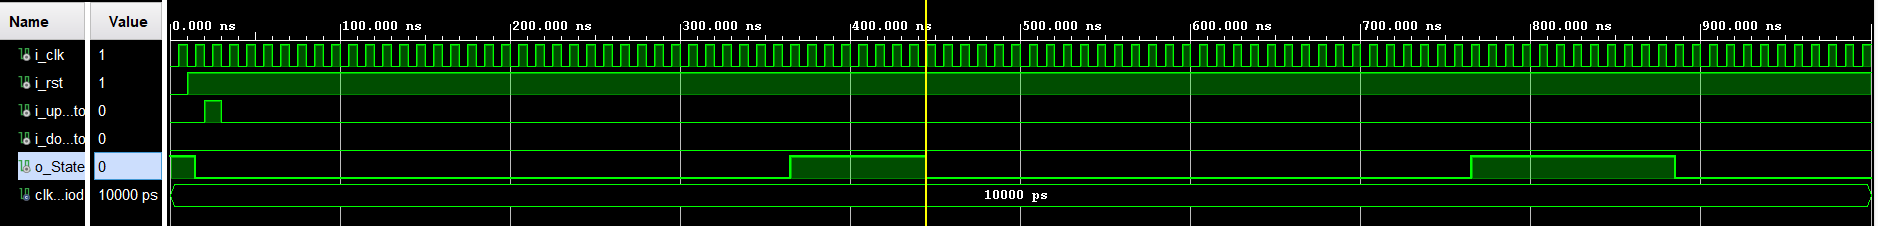 Name Value 0.000 ns 100.000 ns 200.000 ns 300.000 ns 400.000 ns 500.000 ns 600.000 ns 700.000 ns 800.000 ns 900.000 ns
i_clk 1
i_rst 1
i_up...to 0
i_do...to 0
o_State 0
clk...iod 10000 ps 10000 ps